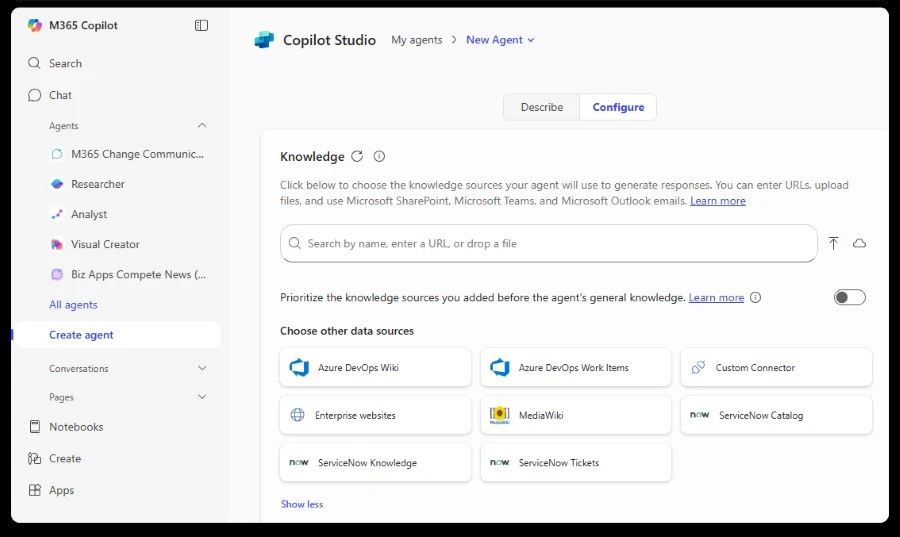 M365 Copilot
Search
Chat
Agents
M365 Change Communic...
Researcher
Analyst
Visual Creator
Biz Apps Compete News (...
All agents
Create agent
Conversations
Pages
Notebooks
Create
Apps
Copilot Studio My agents > New Agent
Describe Configure
Knowledge
Click below to choose the knowledge sources your agent will use to generate responses. You can enter URLs, upload
files, and use Microsoft SharePoint, Microsoft Teams, and Microsoft Outlook emails. Learn more
Search by name, enter a URL, or drop a file
Prioritize the knowledge sources you added before the agent's general knowledge. Learn more
Choose other data sources
Azure DevOps Wiki
Azure DevOps Work Items
Custom Connector
Enterprise websites
MediaWiki MediaWiki
now ServiceNow Catalog
now ServiceNow Knowledge
now ServiceNow Tickets
Show less